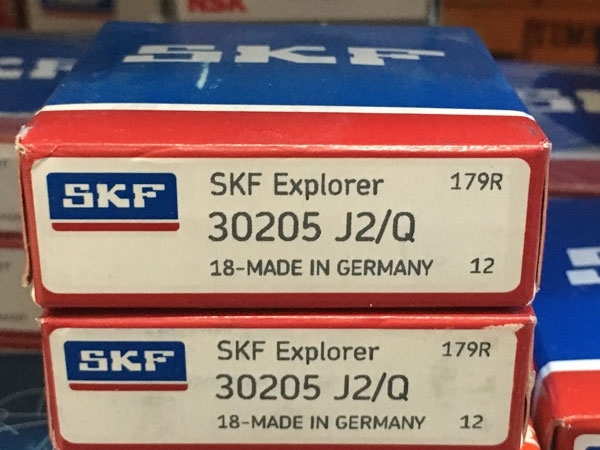 NSK
SKF
SKF
SKF Explorer 179R
30205 J2/Q
18-MADE IN GERMANY 12
SKF
SKF Explorer 179R
30205 J2/Q
18-MADE IN GERMANY 12